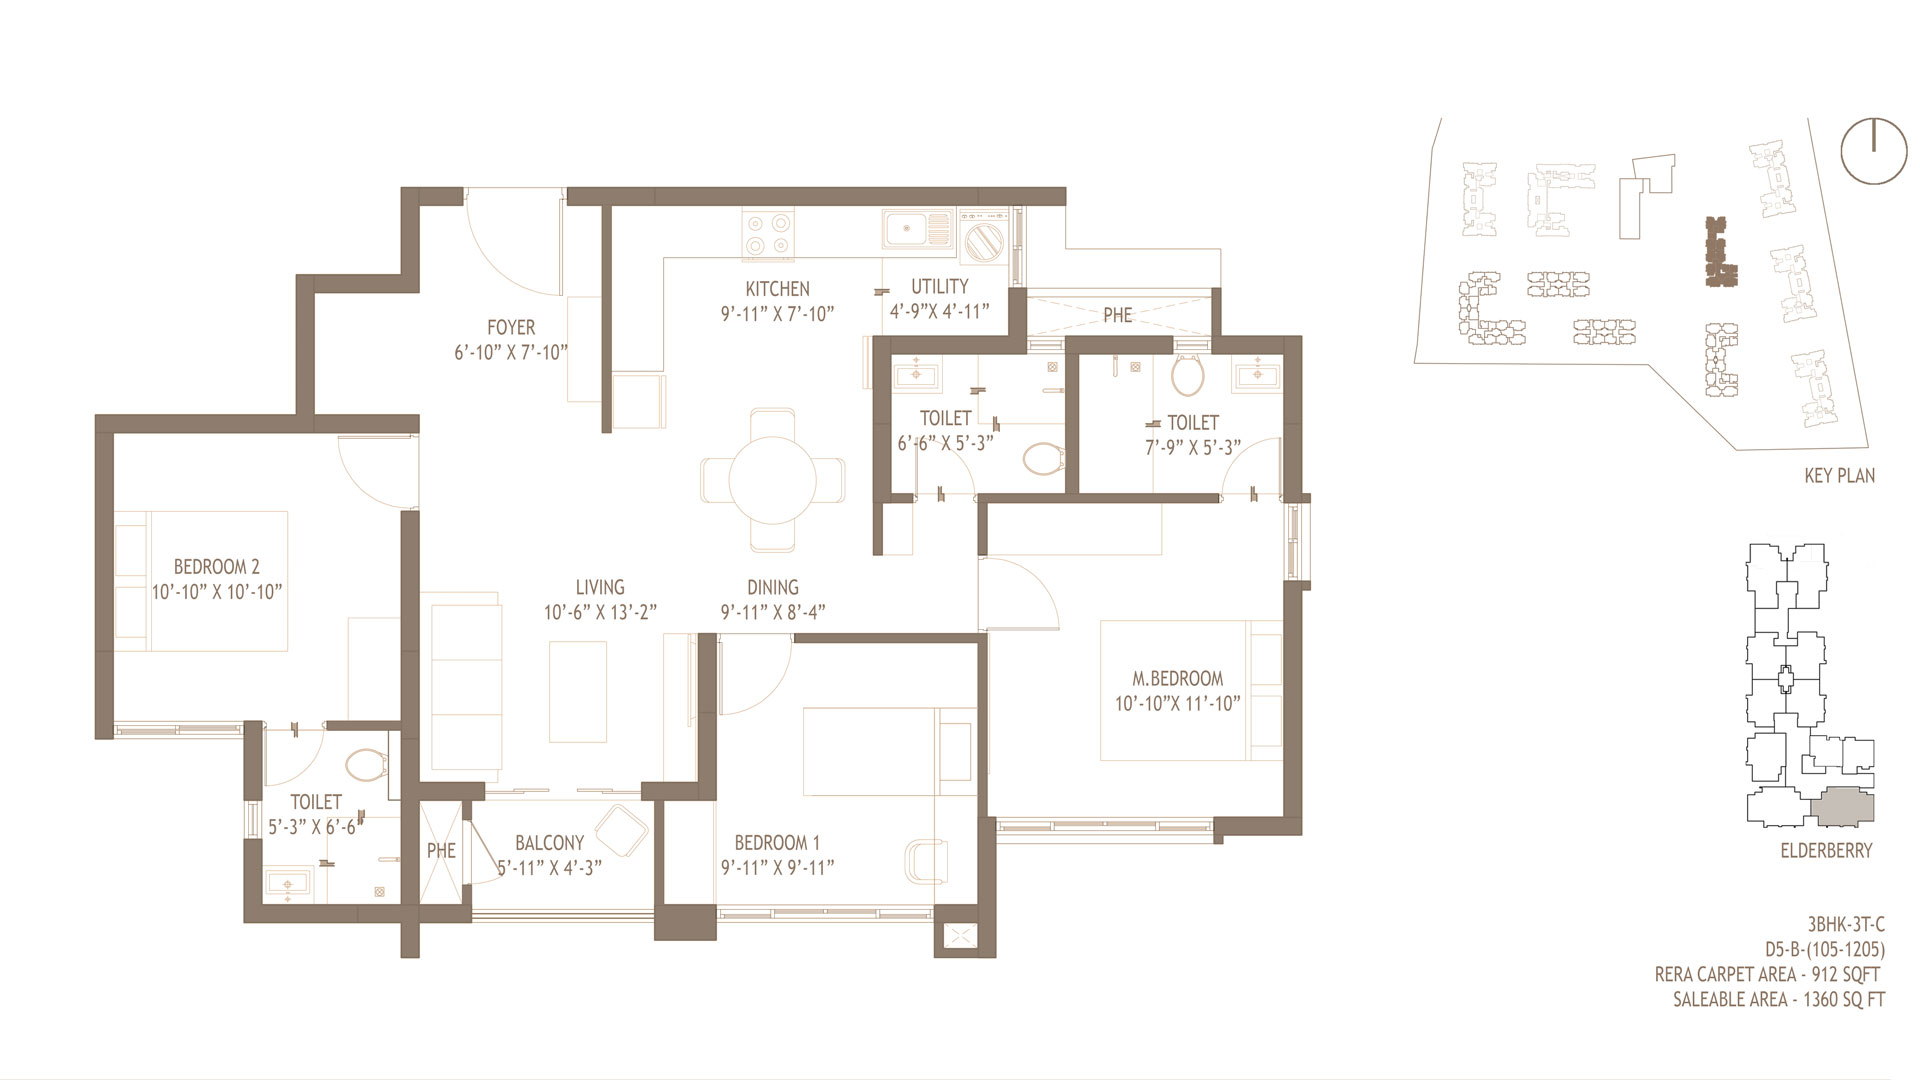 KITCHEN
9'-11” X 7'-10”
UTILITY
4'-9”X 4'-11”
PHE
FOYER
6'-10” X 7'-10”
TOILET
6'-6” X 5'-3”
TOILET
7'-9” X 5'-3”
KEY PLAN
BEDROOM 2
10'-10” X 10'-10”
LIVING
10'-6” X 13'-2”
DINING
9'-11” X 8'-4”
M.BEDROOM
10'-10”X 11'-10”
TOILET
5'-3” X 6'-6”
PHE
BALCONY
5'-11” X 4'-3”
BEDROOM 1
9'-11” X 9'-11”
ELDERBERRY
3BHK-3T-C
D5-B-(105-1205)
RERA CARPET AREA - 912 SQFT
SALEABLE AREA - 1360 SQ FT